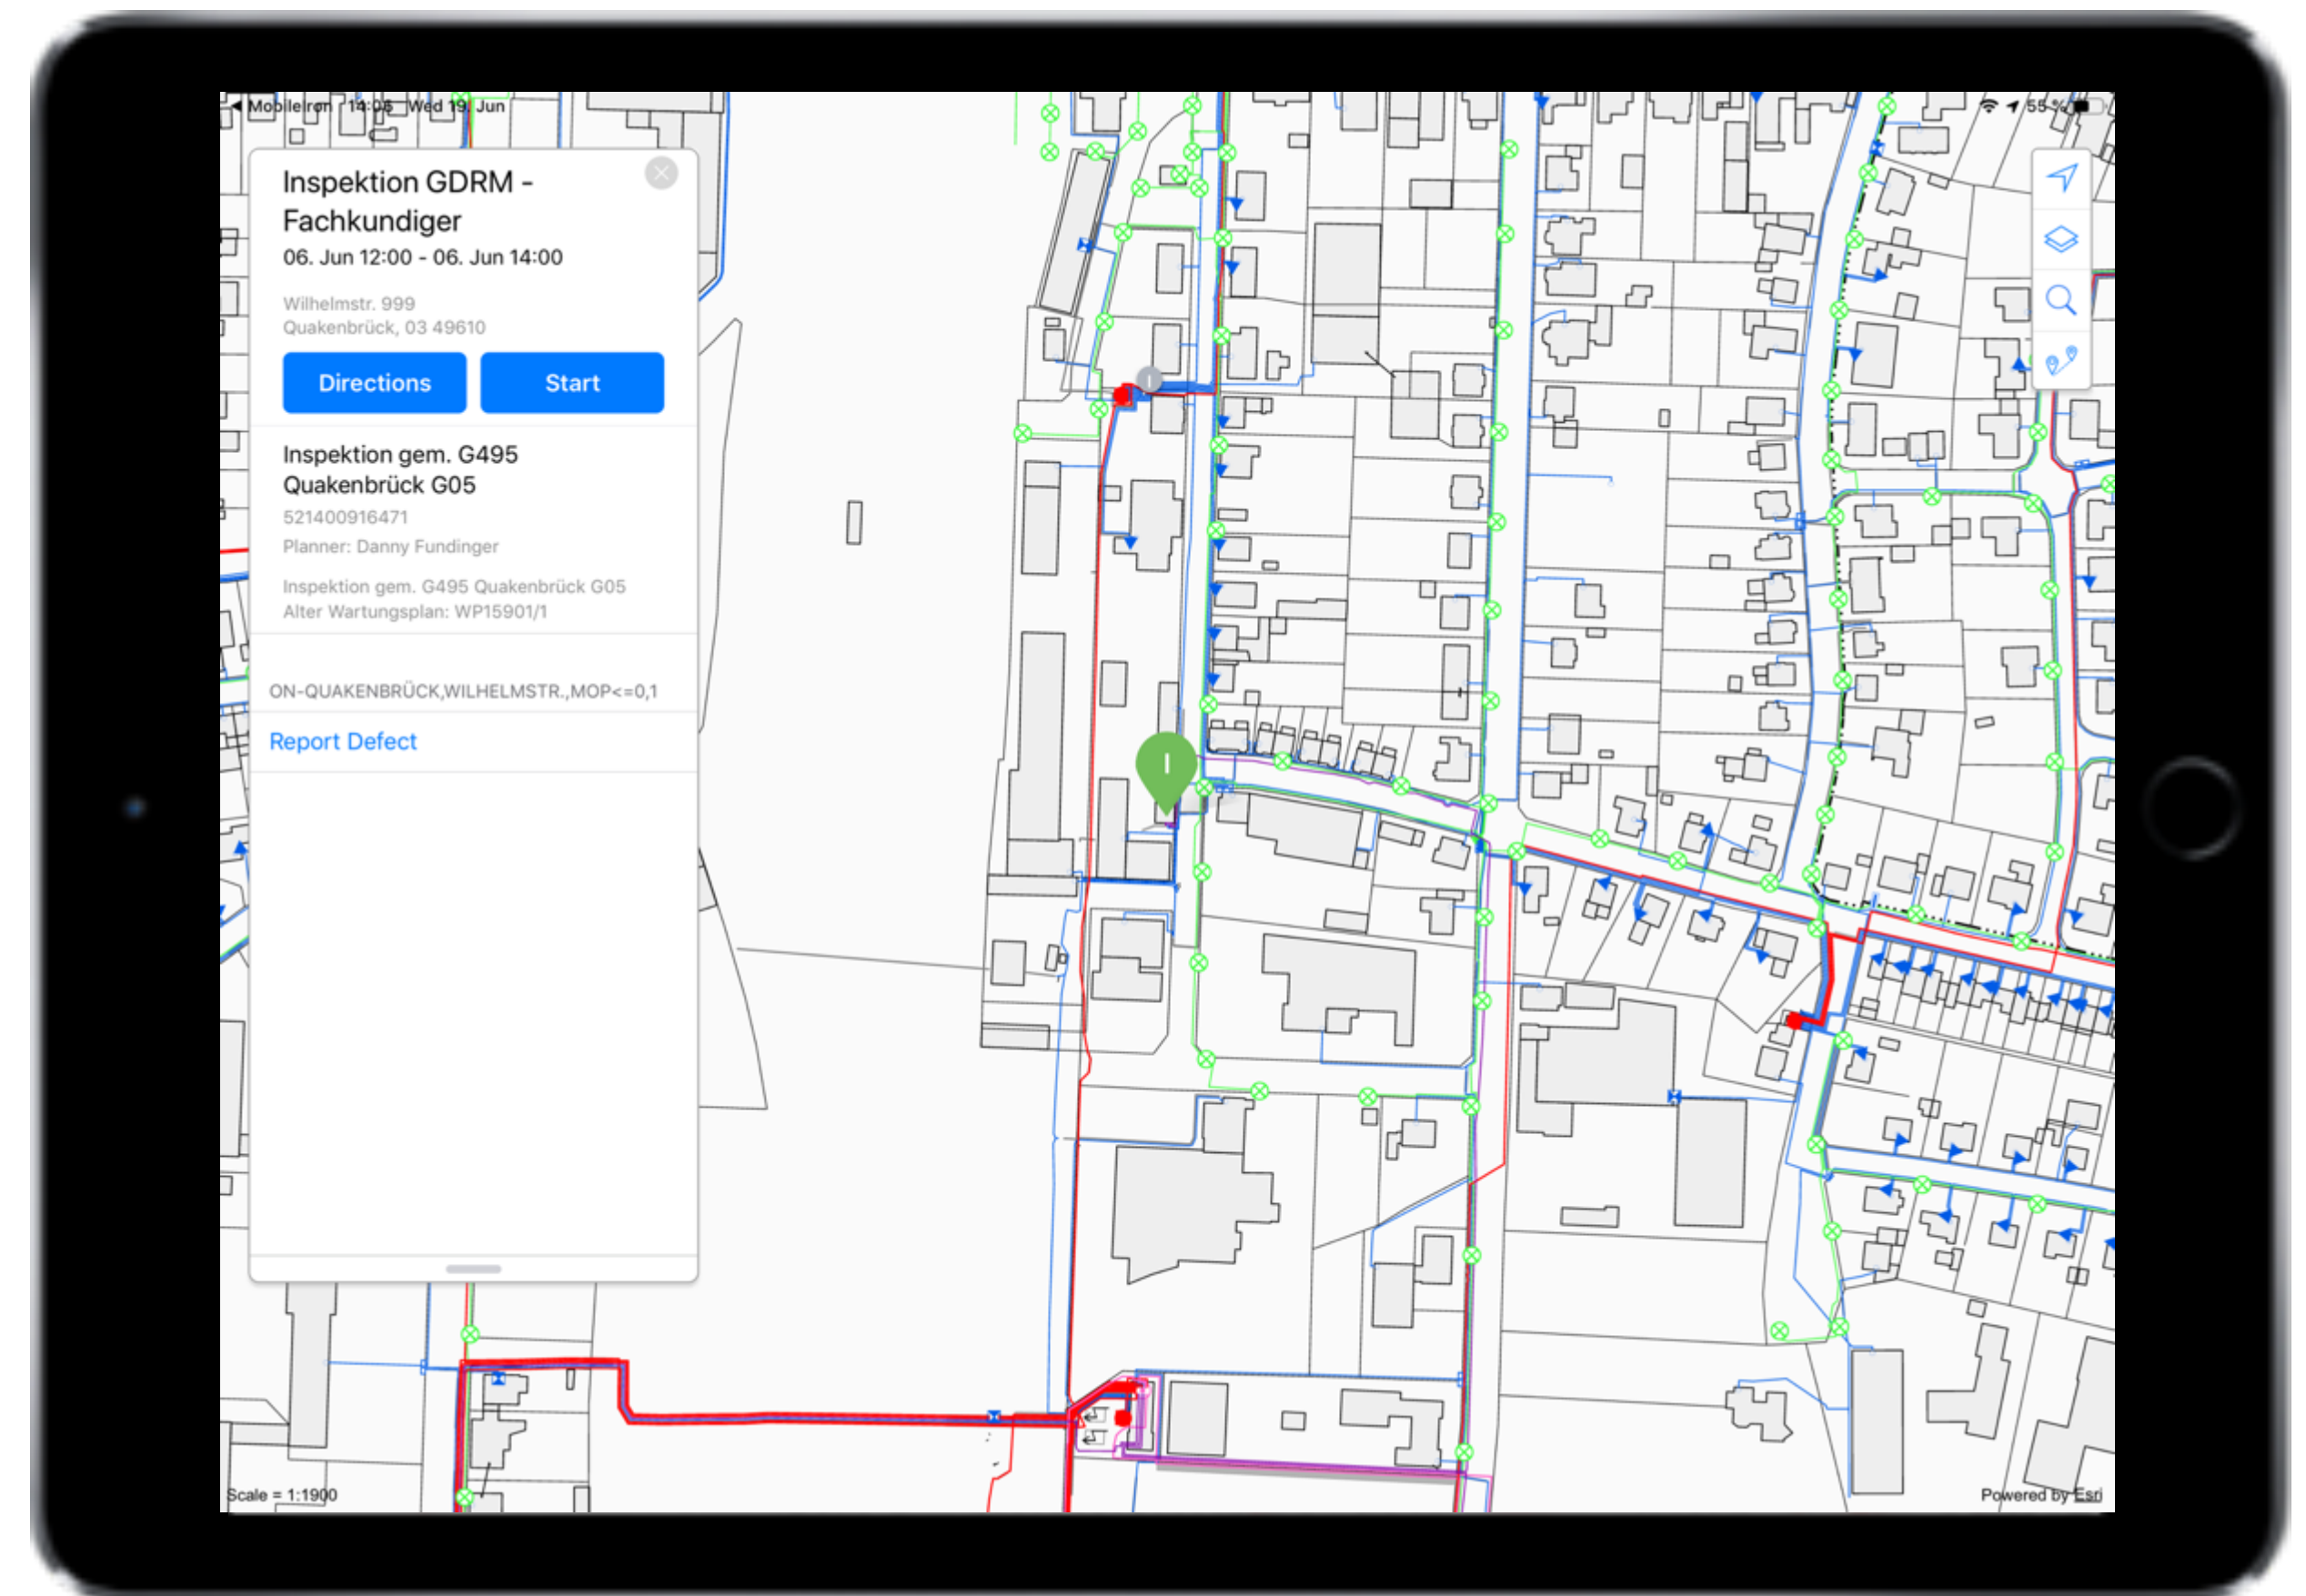 MobileIron 14:05 Wed 19. Jun
55 %
Inspektion GDRM -
Fachkundiger
06. Jun 12:00 - 06. Jun 14:00
Wilhelmstr. 999
Quakenbrück, 03 49610
Directions
Start
Inspektion gem. G495
Quakenbrück G05
521400916471
Planner: Danny Fundinger
Inspektion gem. G495 Quakenbrück G05
Alter Wartungsplan: WP15901/1
ON-QUAKENBRÜCK,WILHELMSTR.,MOP<=0,1
Report Defect
I
I
Scale = 1:1900
Powered by Esri